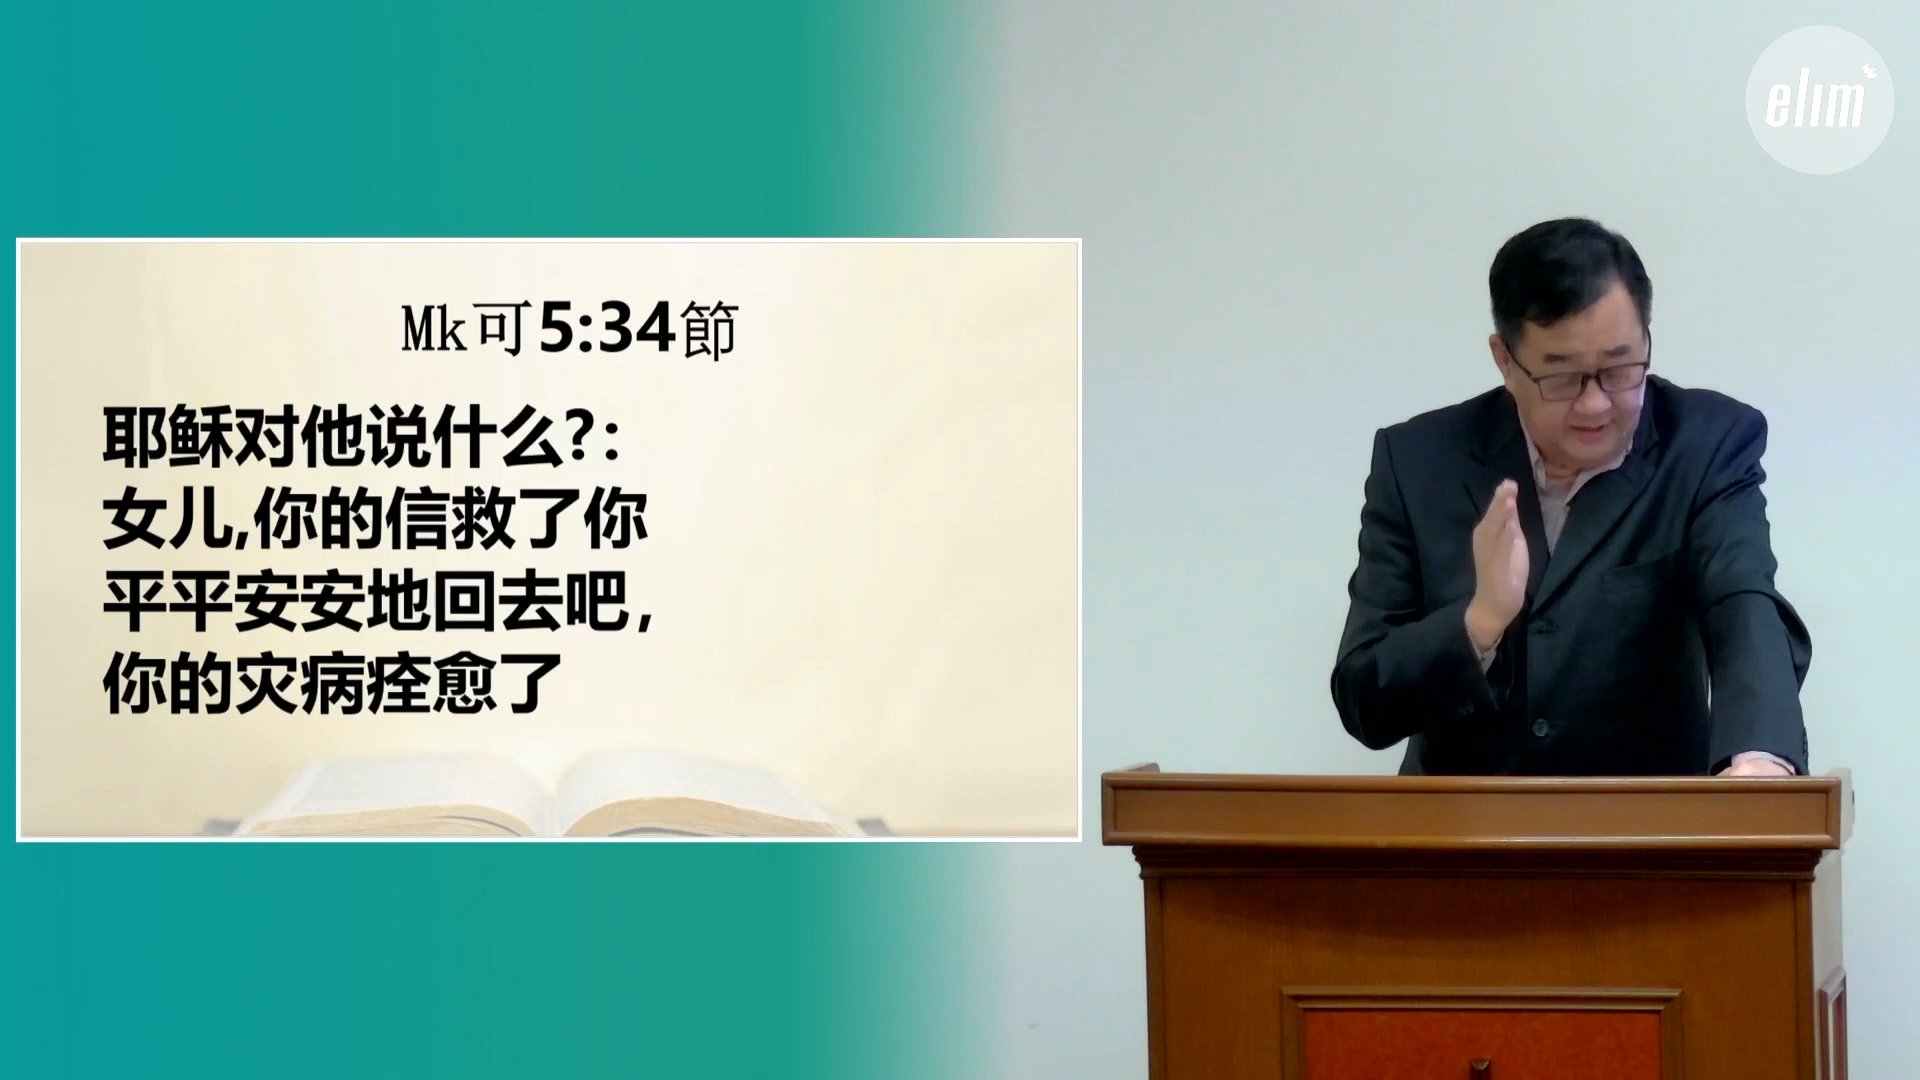 elim
Mk可5:34節
耶稣对他说什么?：
女儿,你的信救了你
平平安安地回去吧，
你的灾病痊愈了